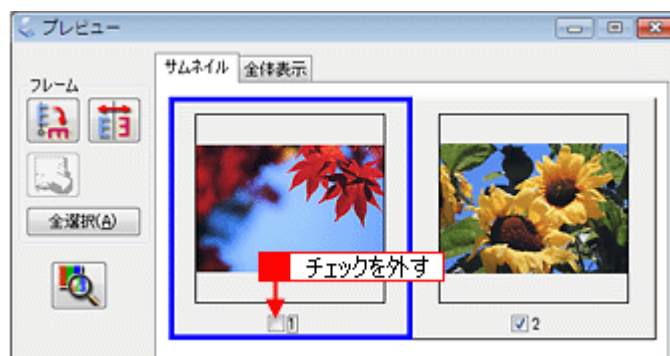 プレビュー
サムネイル 全体表示
フレーム
全選択(A)
チェックを外す
1
2